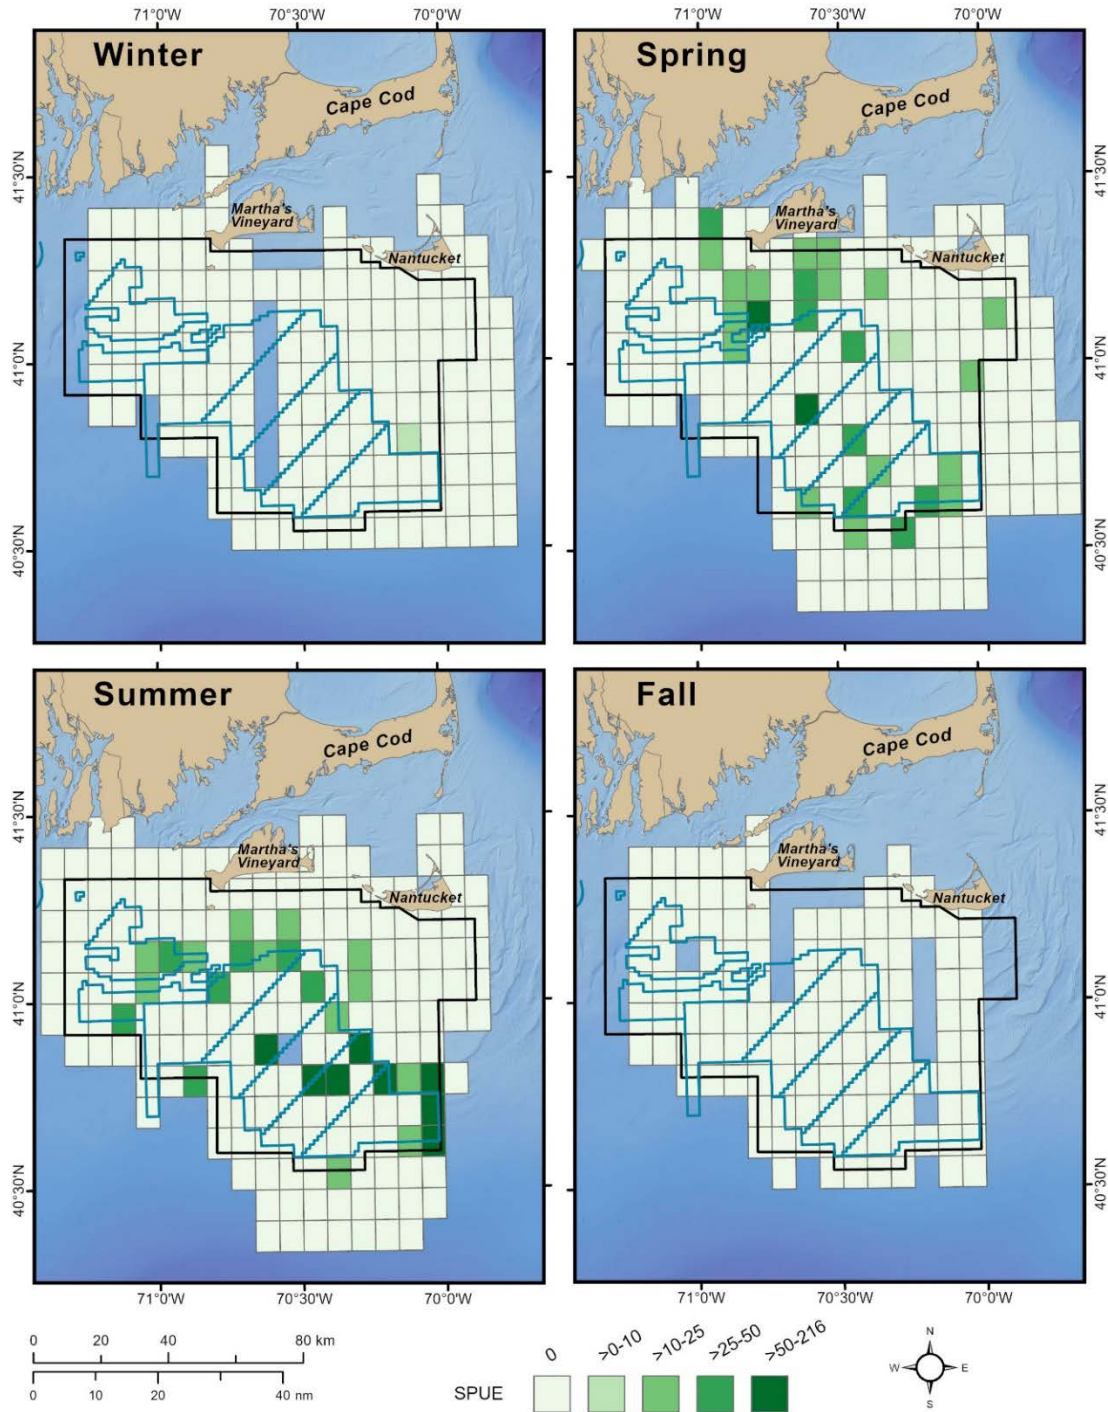 71°0'W 70°30'W 70°0'W 71°0'W 70°30'W 70°0'W
Winter
Cape Cod
Martha's
Vineyard
Nantucket
41°30'N
41°0'N
40°30'N
Spring
Cape Cod
Martha's
Vineyard
Nantucket
41°30'N
41°0'N
40°30'N
Summer
Cape Cod
Martha's
Vineyard
Nantucket
41°30'N
41°0'N
40°30'N
Fall
Cape Cod
Martha's
Vineyard
Nantucket
41°30'N
41°0'N
40°30'N
71°0'W 70°30'W 70°0'W 71°0'W 70°30'W 70°0'W
0 20 40 80 km
0 10 20 40 nm
SPUE
0 >0-10 >10-25 >25-50 >50-216
N
W E
S